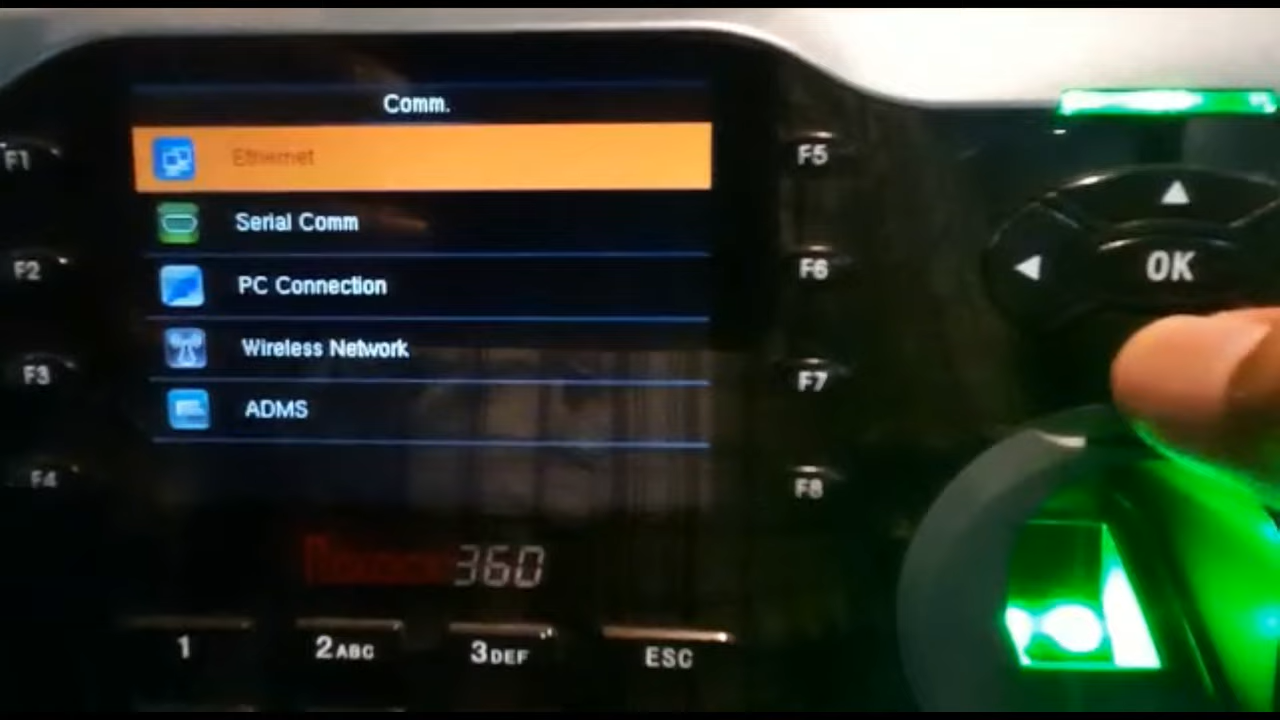 Comm.
Ethernet
Serial Comm
PC Connection
Wireless Network
ADMS
F1
F2
F3
F4
F5
F6
F7
F8
OK
360
1
2ABC
3DEF
ESC